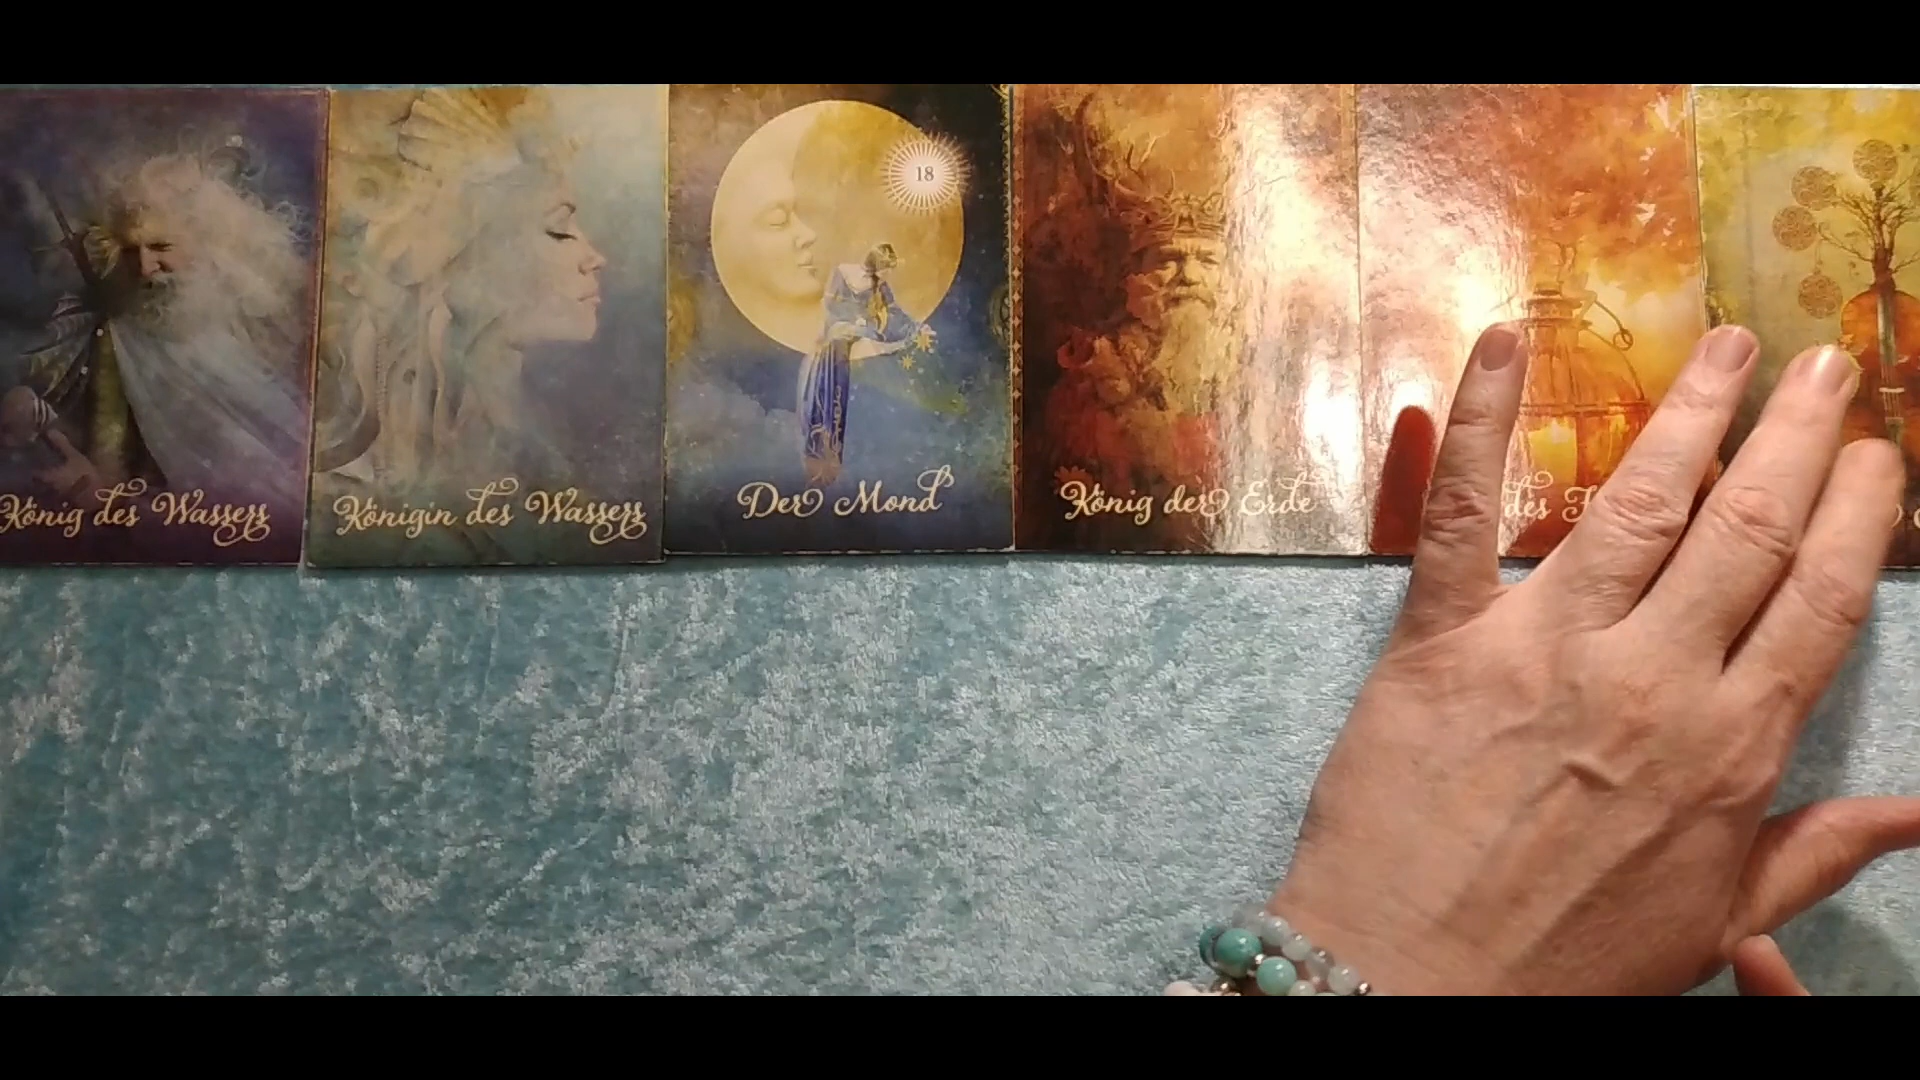 18
König des Wassers
Königin des Wassers
Der Mond
König der Erde
des